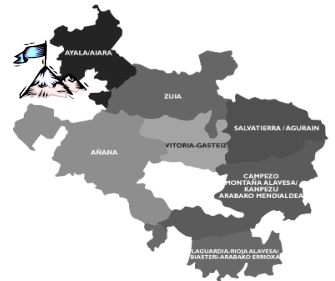 AYALA/AIARA
ZUIA
SALVATIERRA / AGURAIN
AÑANA
VITORIA-GASTEIZ
CAMPEZO
MONTAÑA ALAVESA/
KANPEZU
ARABAKO MENDIALDEA
LAGUARDIA-RIOJA ALAVESA/
BIASTERI-ARABAKO ERRIOXA